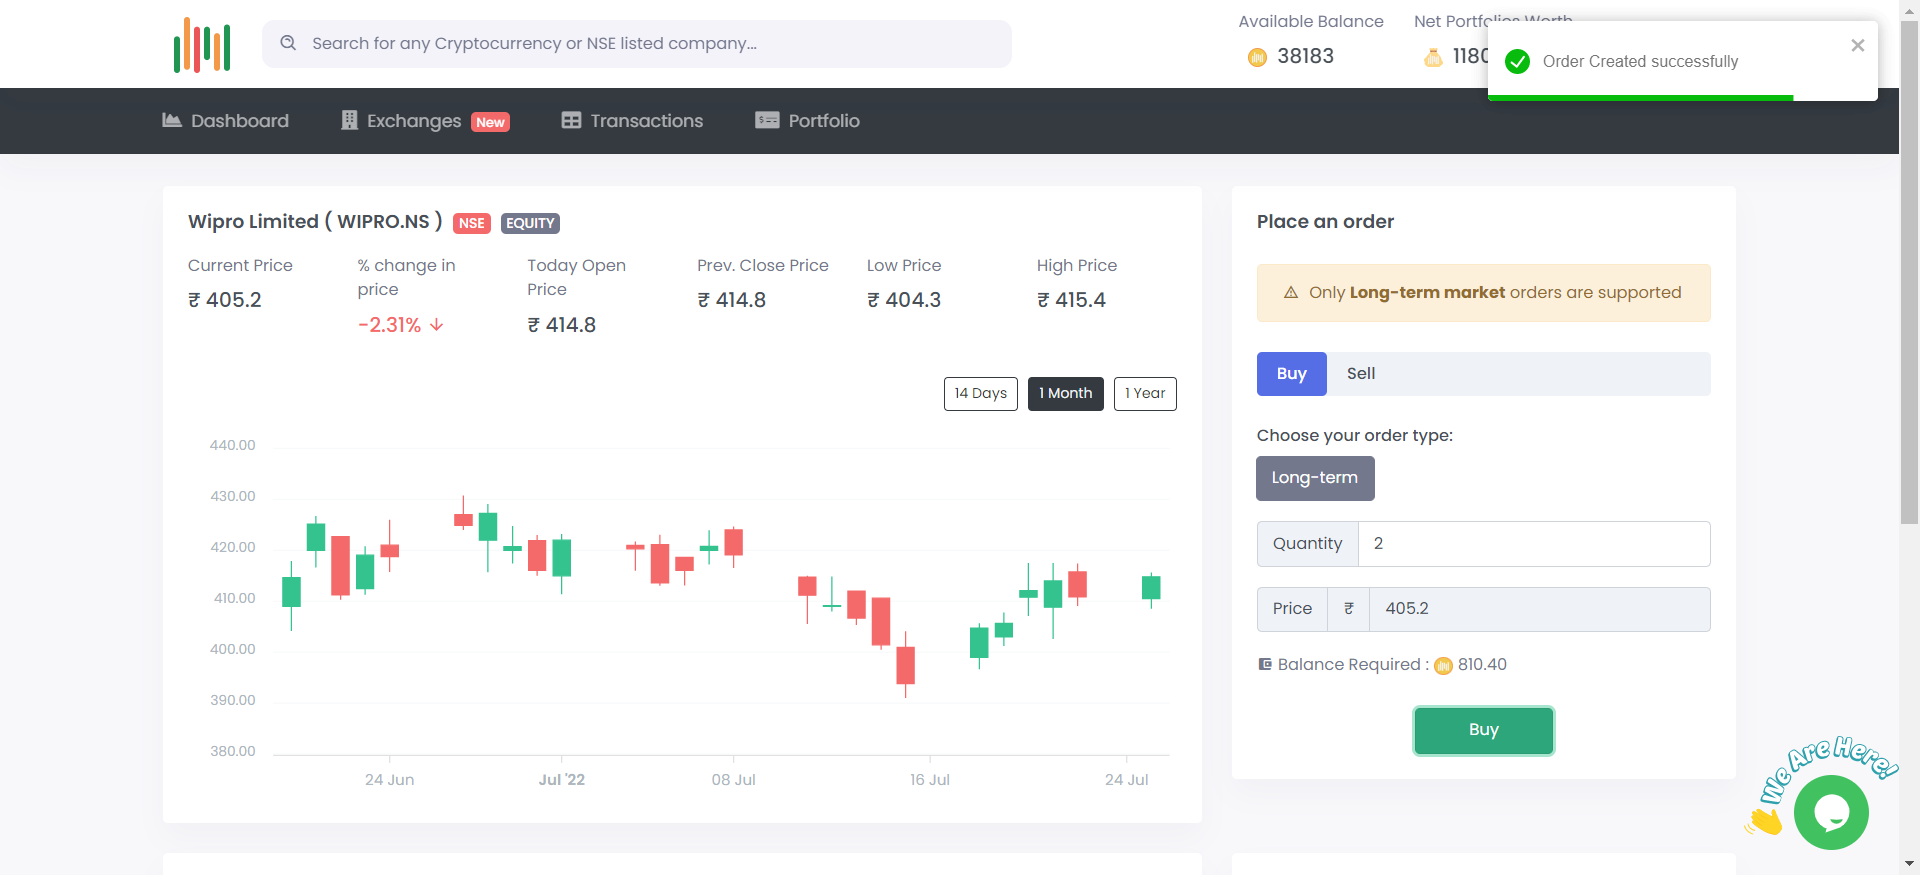 Search for any Cryptocurrency or NSE listed company...
Available Balance
38183
Net Portfolio Worth
Order Created successfully
Dashboard
Exchanges New
Transactions
Portfolio
Wipro Limited ( WIPRO.NS ) NSE EQUITY
Current Price
₹ 405.2
% change in
price
-2.31%
Today Open
Price
₹ 414.8
Prev. Close Price
₹ 414.8
Low Price
₹ 404.3
High Price
₹ 415.4
14 Days
1 Month
1 Year
440.00
430.00
420.00
410.00
400.00
390.00
380.00
24 Jun
Jul '22
08 Jul
16 Jul
24 Jul
Place an order
Only Long-term market orders are supported
Buy
Sell
Choose your order type:
Long-term
Quantity 2
Price ₹ 405.2
Balance Required : 810.40
Buy
We Are Here!